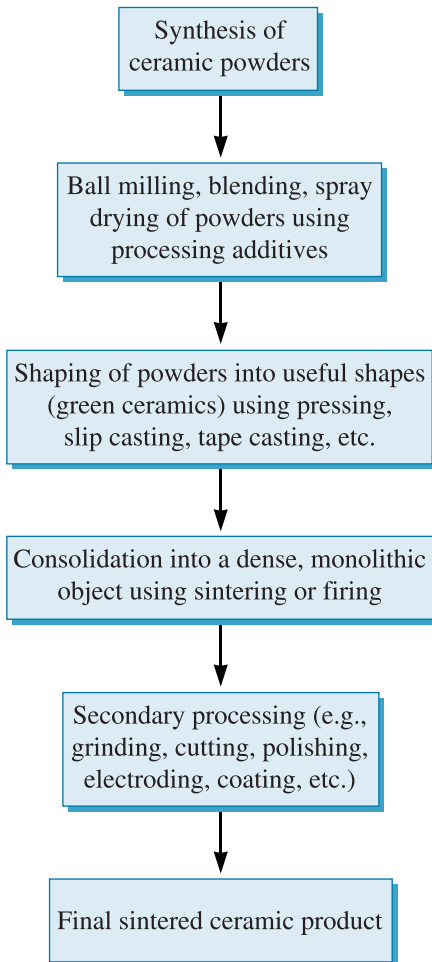 Synthesis of
ceramic powders
Ball milling, blending, spray
drying of powders using
processing additives
Shaping of powders into useful shapes
(green ceramics) using pressing,
slip casting, tape casting, etc.
Consolidation into a dense, monolithic
object using sintering or firing
Secondary processing (e.g.,
grinding, cutting, polishing,
electroding, coating, etc.)
Final sintered ceramic product